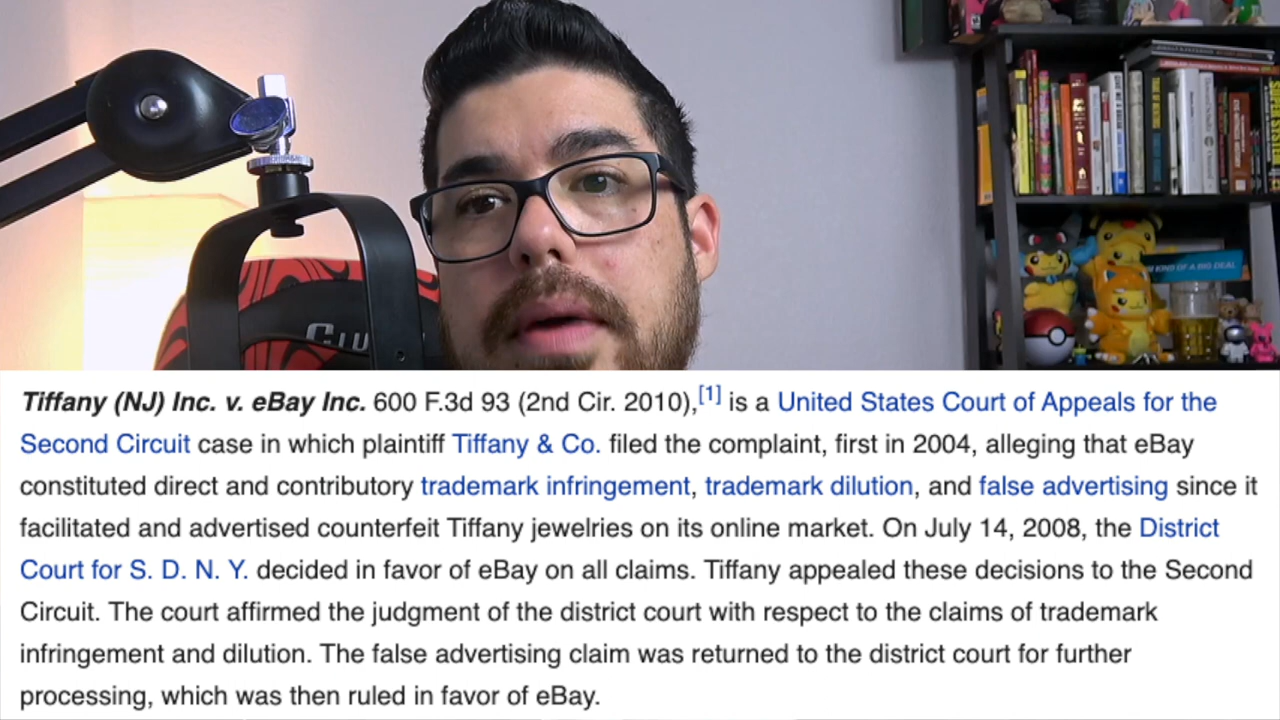 CLU
M KIND OF A BIG DEAL
Tiffany (NJ) Inc. v. eBay Inc. 600 F.3d 93 (2nd Cir. 2010),[1] is a United States Court of Appeals for the
Second Circuit case in which plaintiff Tiffany & Co. filed the complaint, first in 2004, alleging that eBay
constituted direct and contributory trademark infringement, trademark dilution, and false advertising since it
facilitated and advertised counterfeit Tiffany jewelries on its online market. On July 14, 2008, the District
Court for S. D. N. Y. decided in favor of eBay on all claims. Tiffany appealed these decisions to the Second
Circuit. The court affirmed the judgment of the district court with respect to the claims of trademark
infringement and dilution. The false advertising claim was returned to the district court for further
processing, which was then ruled in favor of eBay.